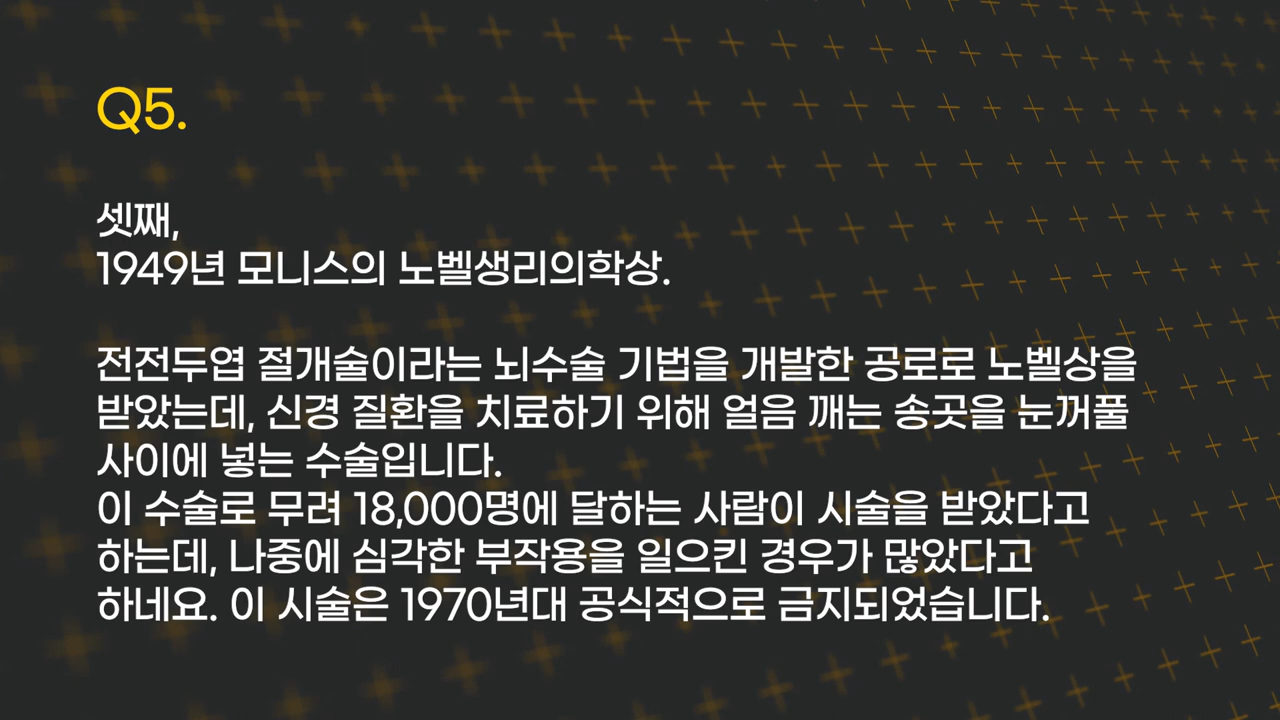 Q5.
셋째,
1949년 모니스의 노벨생리의학상.
전전두엽 절개술이라는 뇌수술 기법을 개발한 공로로 노벨상을
받았는데, 신경 질환을 치료하기 위해 얼음 깨는 송곳을 눈꺼풀
사이에 넣는 수술입니다.
이 수술로 무려 18,000명에 달하는 사람이 시술을 받았다고
하는데, 나중에 심각한 부작용을 일으킨 경우가 많았다고
하네요. 이 시술은 1970년대 공식적으로 금지되었습니다.